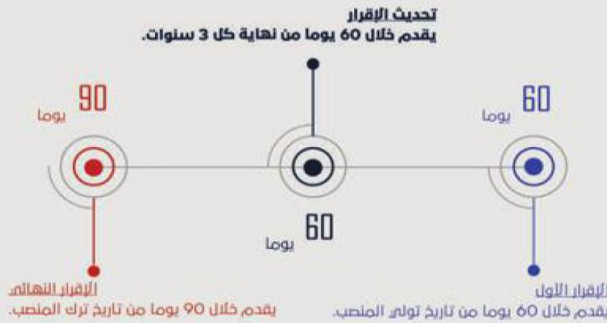 تحديث الإقرار
يقدم خلال 60 يوما من نهاية كل 3 سنوات.
60 يوما
60 يوما
90 يوما
الإقرار الأول
يقدم خلال 60 يوما من تاريخ تولي المنصب.
الإقرار النهائي
يقدم خلال 90 يوما من تاريخ ترك المنصب.